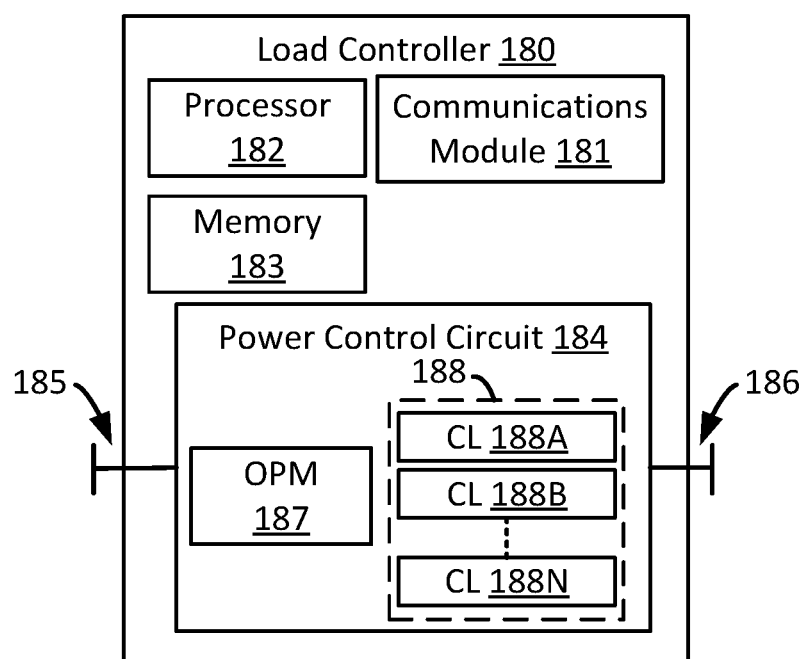 Load Controller 180
Processor
182
Communications
Module 181
Memory
183
Power Control Circuit 184
185
188
186
CL 188A
OPM
187
CL 188B
CL 188N